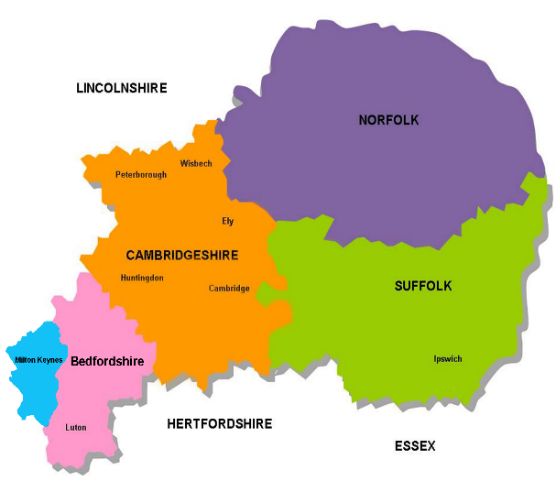 LINCOLNSHIRE
NORFOLK
Wisbech
Peterborough
Ely
CAMBRIDGESHIRE
Huntingdon
Cambridge
SUFFOLK
Milton Keynes
Bedfordshire
Ipswich
Luton
HERTFORDSHIRE
ESSEX